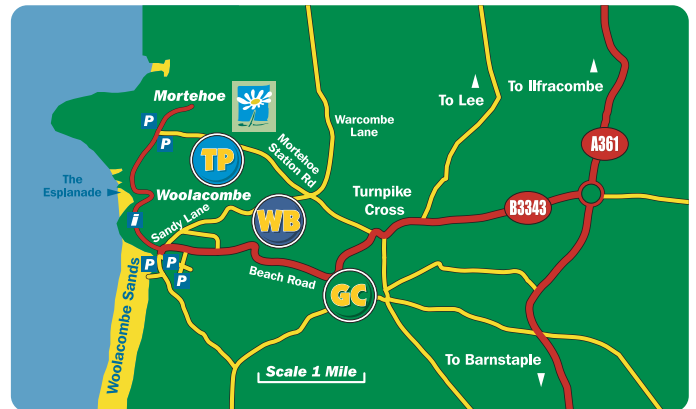 Mortehoe
P
P
TP
Mortehoe
Station Rd
Warcombe
Lane
To Lee
To Ilfracombe
A361
The
Esplanade
Woolacombe
Turnpike
Cross
B3343
i
Sandy Lane
WB
P
P
P
Beach Road
GC
Woolacombe Sands
Scale 1 Mile
To Barnstaple